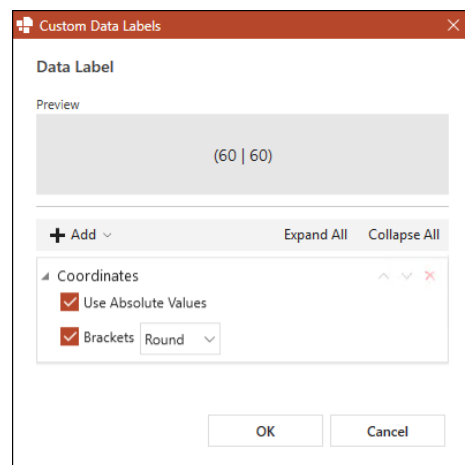 Custom Data Labels
Data Label
Preview
(60 | 60)
Add Expand All Collapse All
Coordinates
Use Absolute Values
Brackets Round
OK Cancel